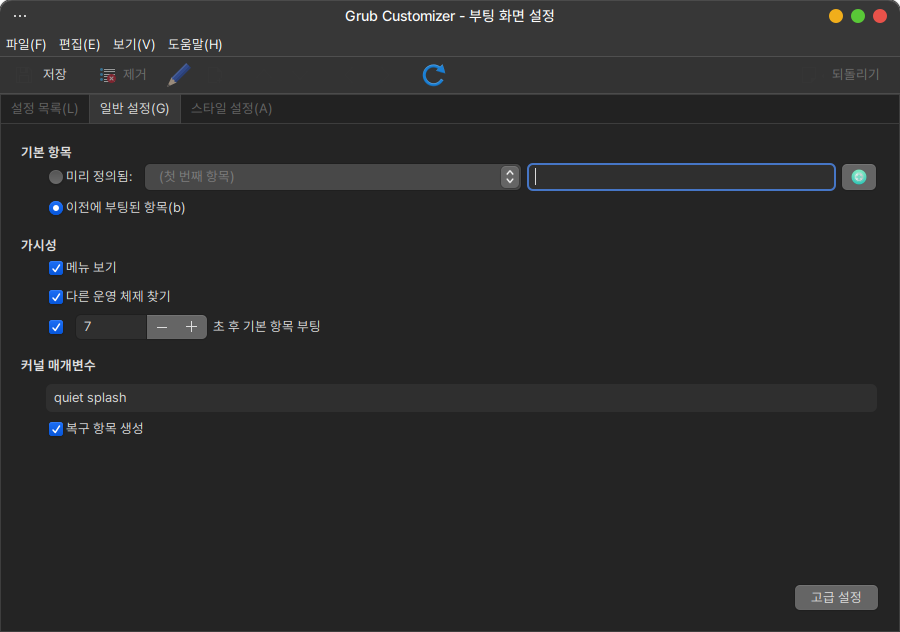 Grub Customizer - 부팅 화면 설정
파일(F) 편집(E) 보기(V) 도움말(H)
저장 제거 되돌리기
설정 목록(L) 일반 설정(G) 스타일 설정(A)
기본 항목
미리 정의됨: (첫 번째 항목)
이전에 부팅된 항목(b)
가시성
메뉴 보기
다른 운영 체제 찾기
7 초 후 기본 항목 부팅
커널 매개변수
quiet splash
복구 항목 생성
고급 설정